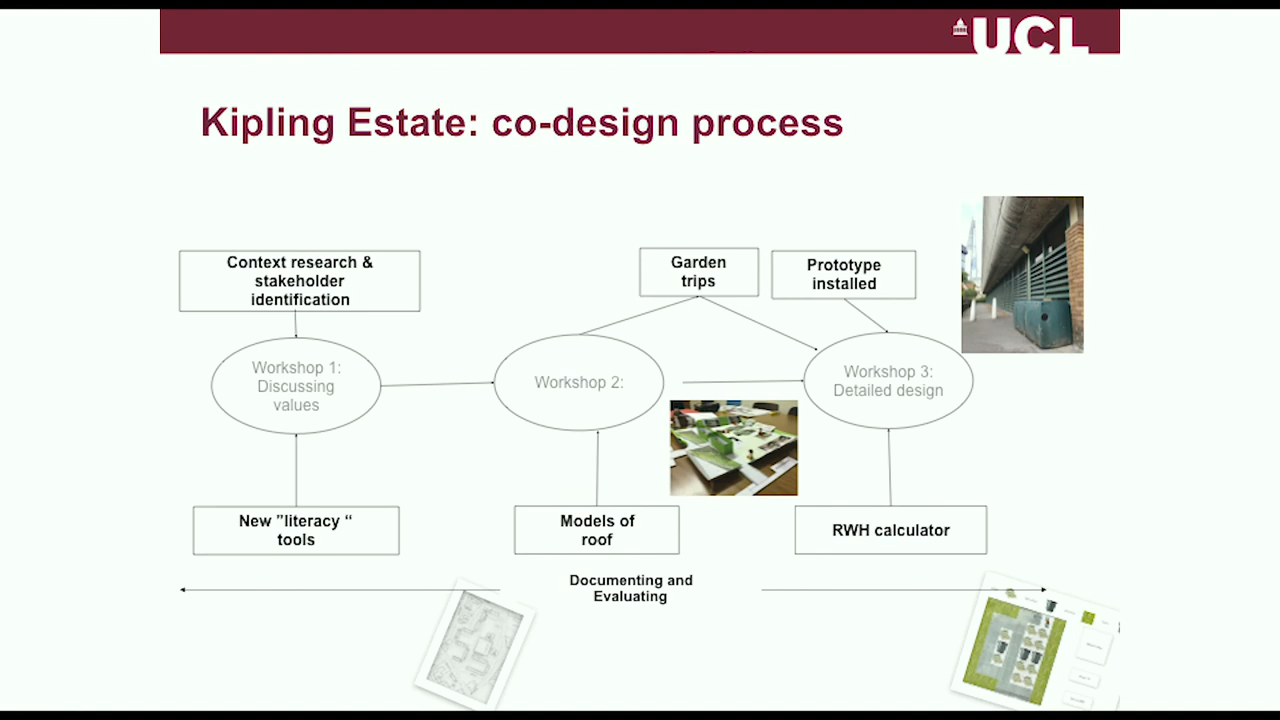 UCL
Kipling Estate: co-design process
Context research &
stakeholder
identification
Garden
trips
Prototype
installed
Workshop 1:
Discussing
values
Workshop 2:
Workshop 3:
Detailed design
New ”literacy “
tools
Models of
roof
RWH calculator
Documenting and
Evaluating